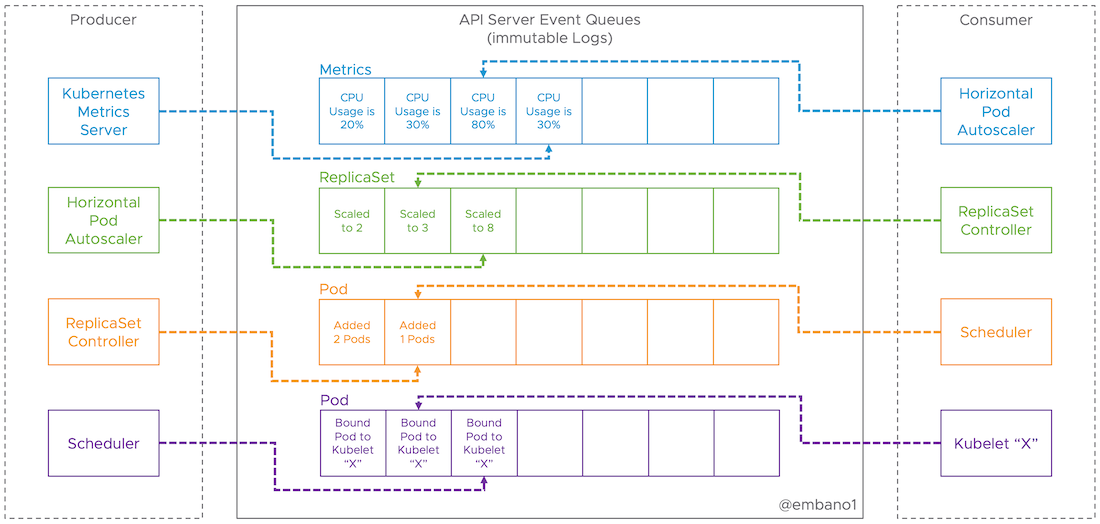 Producer
API Server Event Queues
(immutable Logs)
Consumer
Kubernetes
Metrics
Server
Metrics
CPU
Usage is
20%
CPU
Usage is
30%
CPU
Usage is
80%
CPU
Usage is
30%
Horizontal
Pod
Autoscaler
Horizontal
Pod
Autoscaler
ReplicaSet
Scaled
to 2
Scaled
to 3
Scaled
to 8
ReplicaSet
Controller
ReplicaSet
Controller
Pod
Added
2 Pods
Added
1 Pods
Scheduler
Scheduler
Pod
Bound
Pod to
Kubelet
“X”
Bound
Pod to
Kubelet
“X”
Bound
Pod to
Kubelet
“X”
Kubelet “X”
@embano1